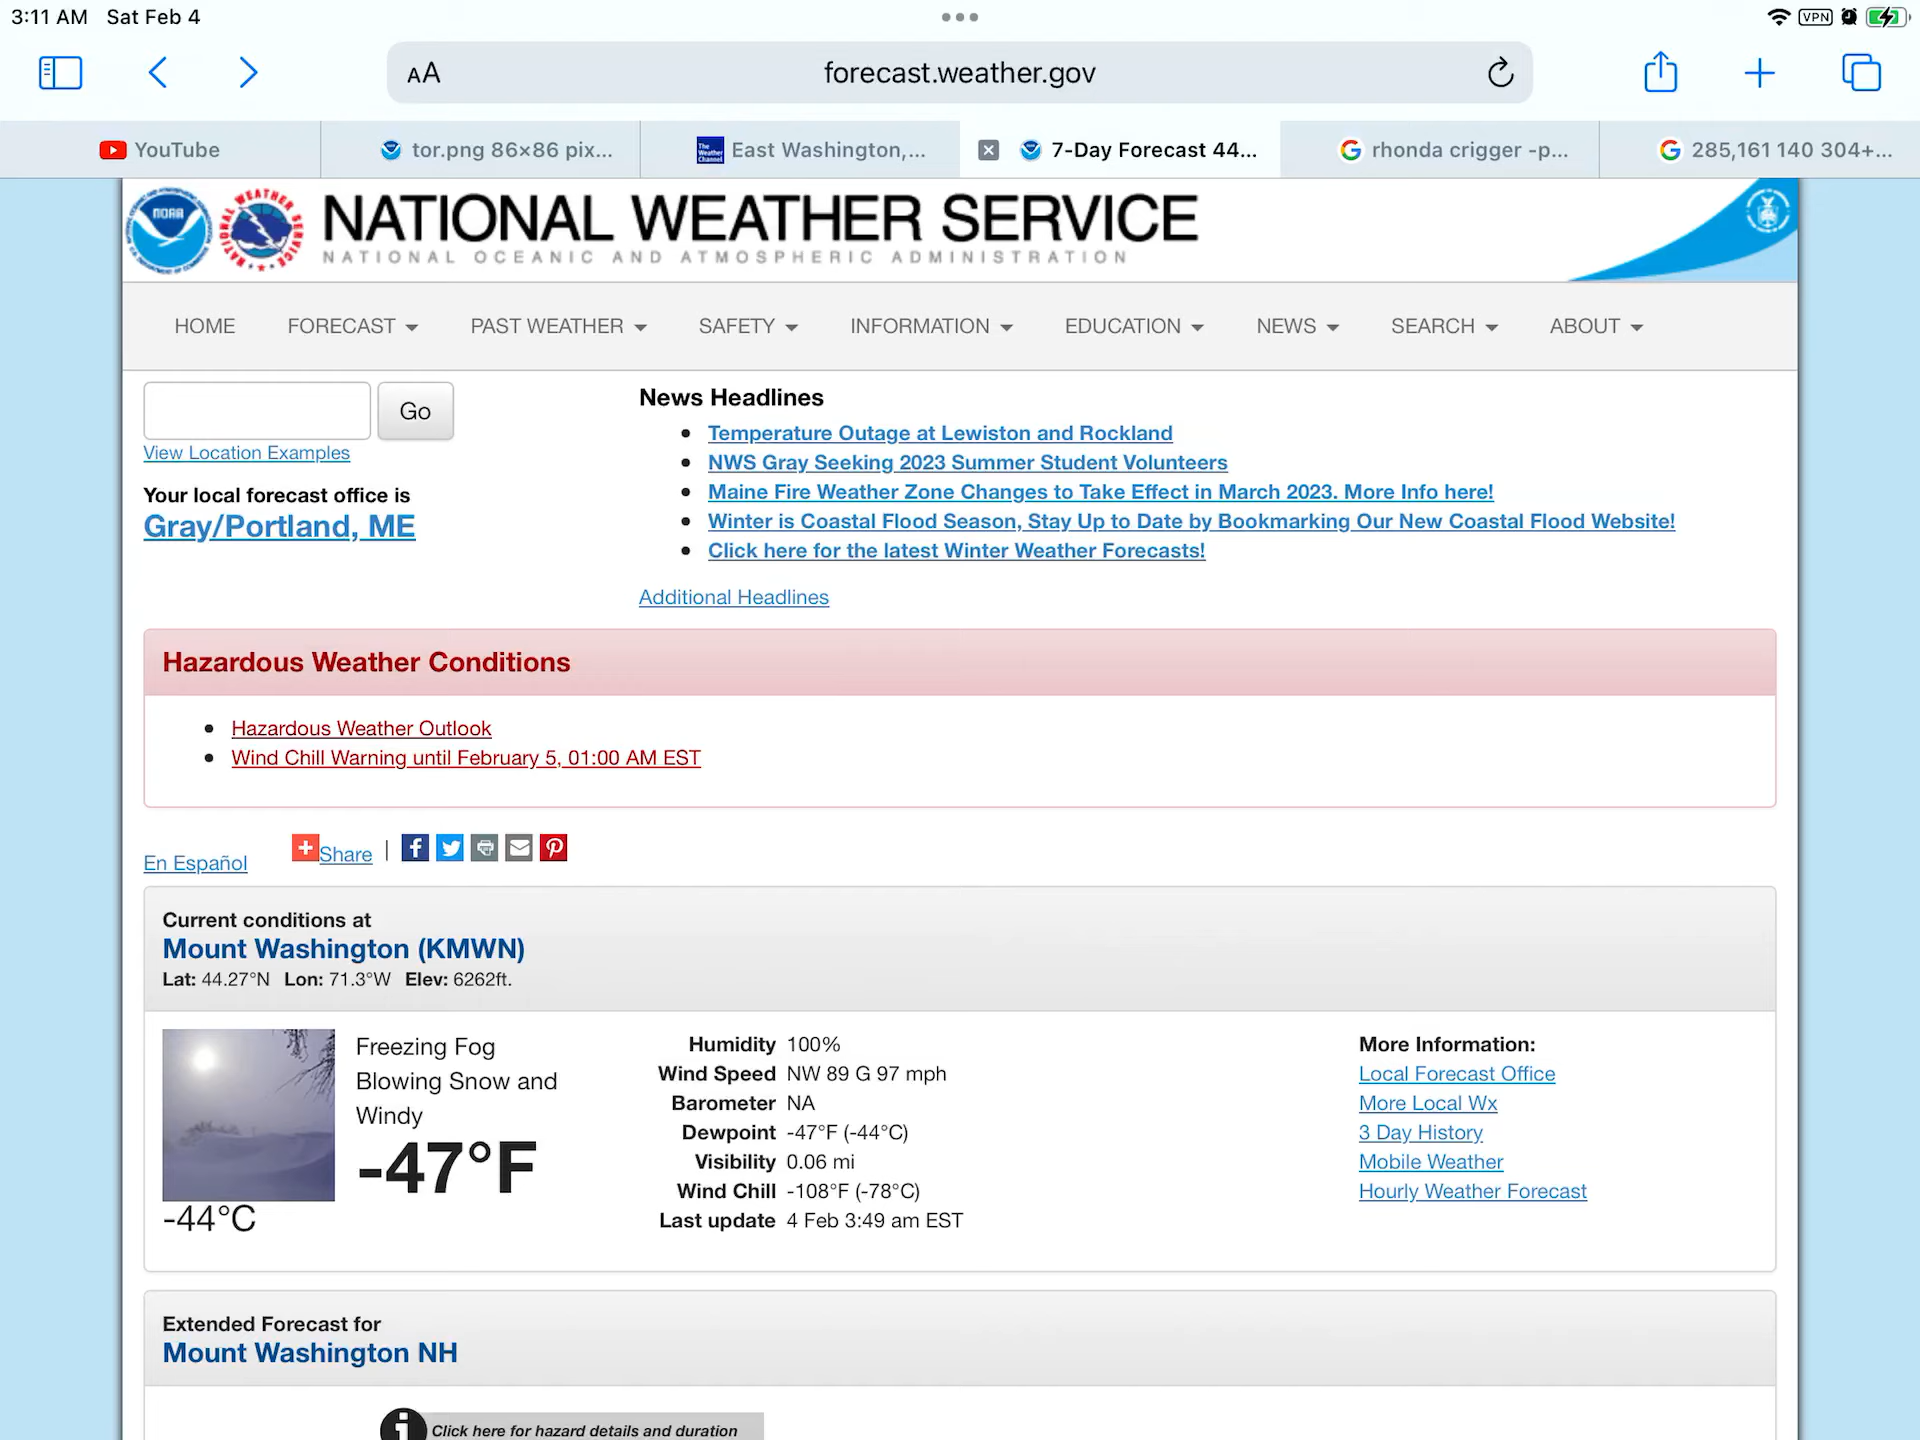 3:11 AM Sat Feb 4
VPN
AA forecast.weather.gov
YouTube
tor.png 86×86 pix...
The Weather Channel East Washington,...
7-Day Forecast 44...
rhonda crigger -p...
285,161 140 304+...
NOAA
NATIONAL WEATHER SERVICE
NATIONAL OCEANIC AND ATMOSPHERIC ADMINISTRATION
HOME FORECAST PAST WEATHER SAFETY INFORMATION EDUCATION NEWS SEARCH ABOUT
Go
View Location Examples
Your local forecast office is
Gray/Portland, ME
News Headlines
Temperature Outage at Lewiston and Rockland
NWS Gray Seeking 2023 Summer Student Volunteers
Maine Fire Weather Zone Changes to Take Effect in March 2023. More Info here!
Winter is Coastal Flood Season, Stay Up to Date by Bookmarking Our New Coastal Flood Website!
Click here for the latest Winter Weather Forecasts!
Additional Headlines
Hazardous Weather Conditions
Hazardous Weather Outlook
Wind Chill Warning until February 5, 01:00 AM EST
En Español
Share |
Current conditions at
Mount Washington (KMWN)
Lat: 44.27°N Lon: 71.3°W Elev: 6262ft.
Freezing Fog
Blowing Snow and
Windy
-47°F
-44°C
Humidity 100%
Wind Speed NW 89 G 97 mph
Barometer NA
Dewpoint -47°F (-44°C)
Visibility 0.06 mi
Wind Chill -108°F (-78°C)
Last update 4 Feb 3:49 am EST
More Information:
Local Forecast Office
More Local Wx
3 Day History
Mobile Weather
Hourly Weather Forecast
Extended Forecast for
Mount Washington NH
Click here for hazard details and duration